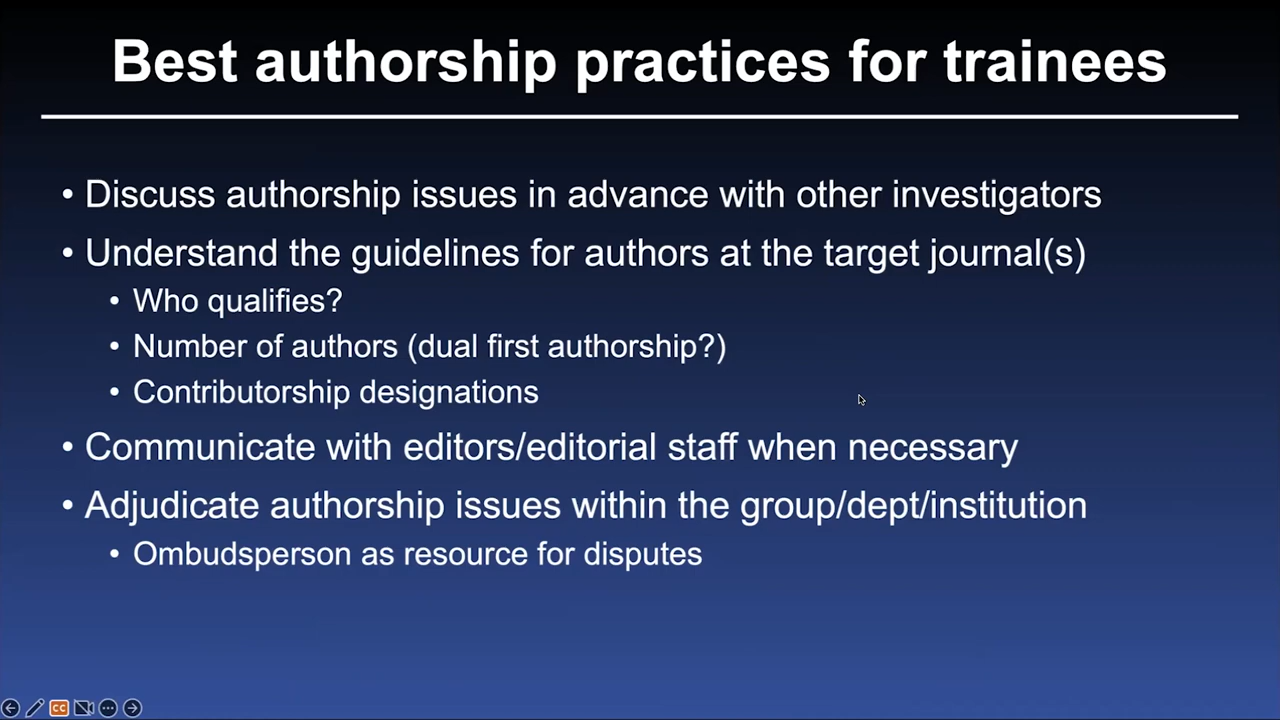 Best authorship practices for trainees
• Discuss authorship issues in advance with other investigators
• Understand the guidelines for authors at the target journal(s)
• Who qualifies?
• Number of authors (dual first authorship?)
• Contributorship designations
• Communicate with editors/editorial staff when necessary
• Adjudicate authorship issues within the group/dept/institution
• Ombudsperson as resource for disputes
CC